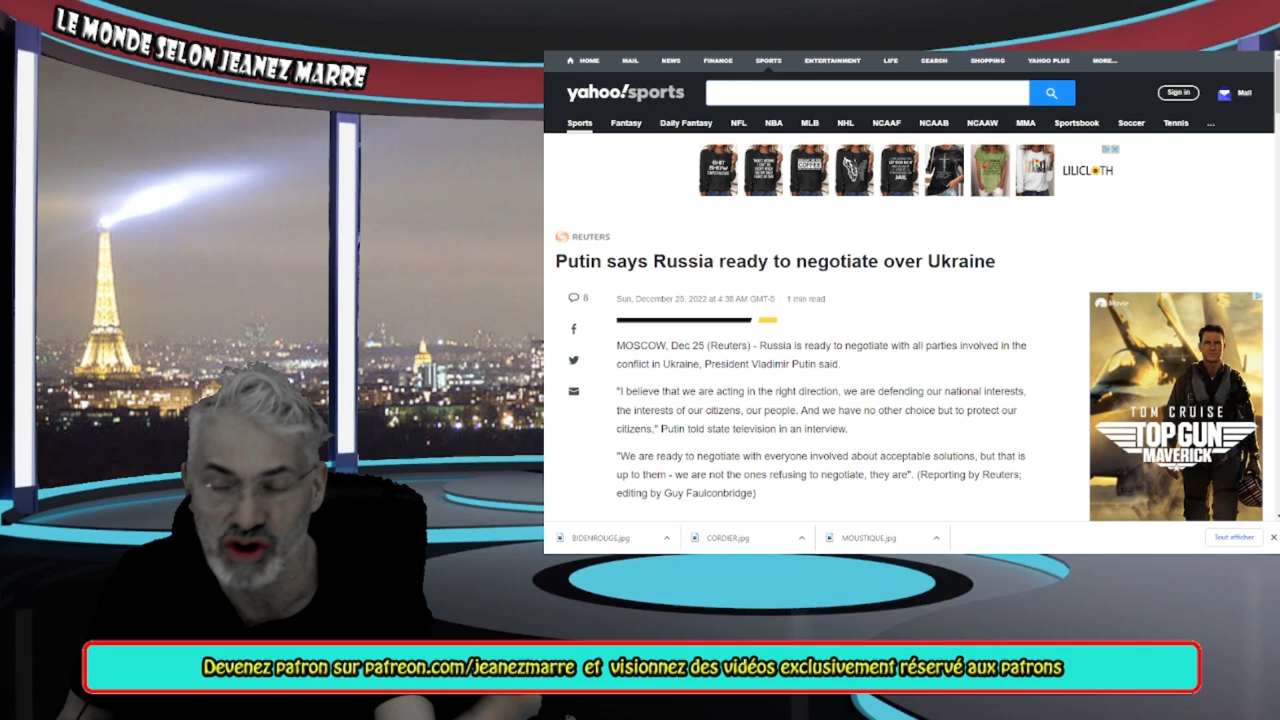 LE MONDE SELON JEANEZ MARRE
HOME MAIL NEWS FINANCE SPORTS ENTERTAINMENT LIFE SEARCH SHOPPING YAHOO PLUS MORE...
yahoo!sports
Sign in
Mail
Sports Fantasy Daily Fantasy NFL NBA MLB NHL NCAAF NCAAB NCAAW MMA Sportsbook Soccer Tennis ...
LILICLOTH
REUTERS
Putin says Russia ready to negotiate over Ukraine
8
Sun, December 25, 2022 at 4:36 AM GMT-5 · 1 min read
MOSCOW, Dec 25 (Reuters) - Russia is ready to negotiate with all parties involved in the
conflict in Ukraine, President Vladimir Putin said.
"I believe that we are acting in the right direction, we are defending our national interests,
the interests of our citizens, our people. And we have no other choice but to protect our
citizens," Putin told state television in an interview.
"We are ready to negotiate with everyone involved about acceptable solutions, but that is
up to them - we are not the ones refusing to negotiate, they are". (Reporting by Reuters;
editing by Guy Faulconbridge)
Movie
TOM CRUISE
TOP GUN
MAVERICK
BIDENROUGE.jpg
CORDIER.jpg
MOUSTIQUE.jpg
Tout afficher
Devenez patron sur patreon.com/jeanezmarre et visionnez des vidéos exclusivement réservé aux patrons